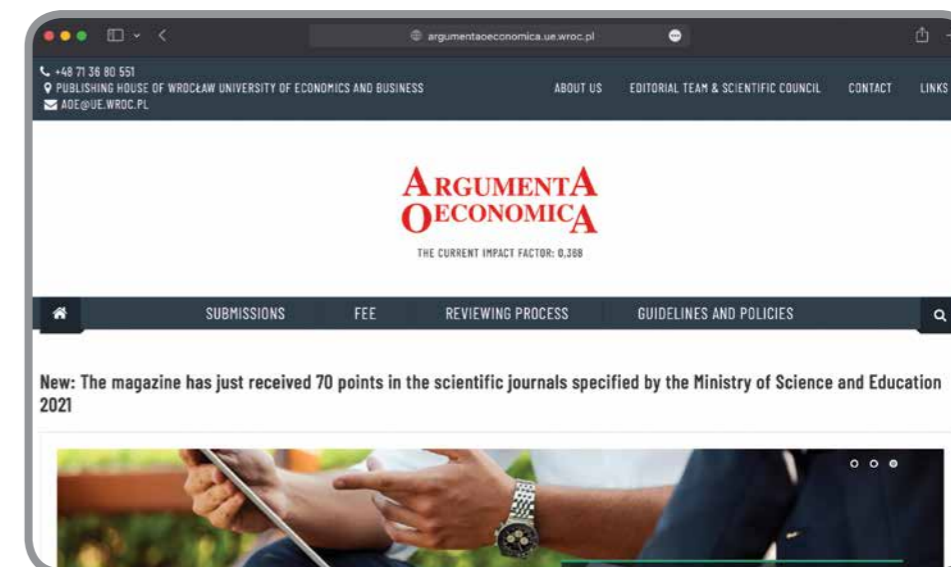 argumentaoeconomica.ue.wroc.pl
+48 71 36 80 551
PUBLISHING HOUSE OF WROCŁAW UNIVERSITY OF ECONOMICS AND BUSINESS
AOE@UE.WROC.PL
ABOUT US EDITORIAL TEAM & SCIENTIFIC COUNCIL CONTACT LINKS
ARGUMENTA
OECONOMICA
THE CURRENT IMPACT FACTOR: 0,368
SUBMISSIONS FEE REVIEWING PROCESS GUIDELINES AND POLICIES
New: The magazine has just received 70 points in the scientific journals specified by the Ministry of Science and Education
2021